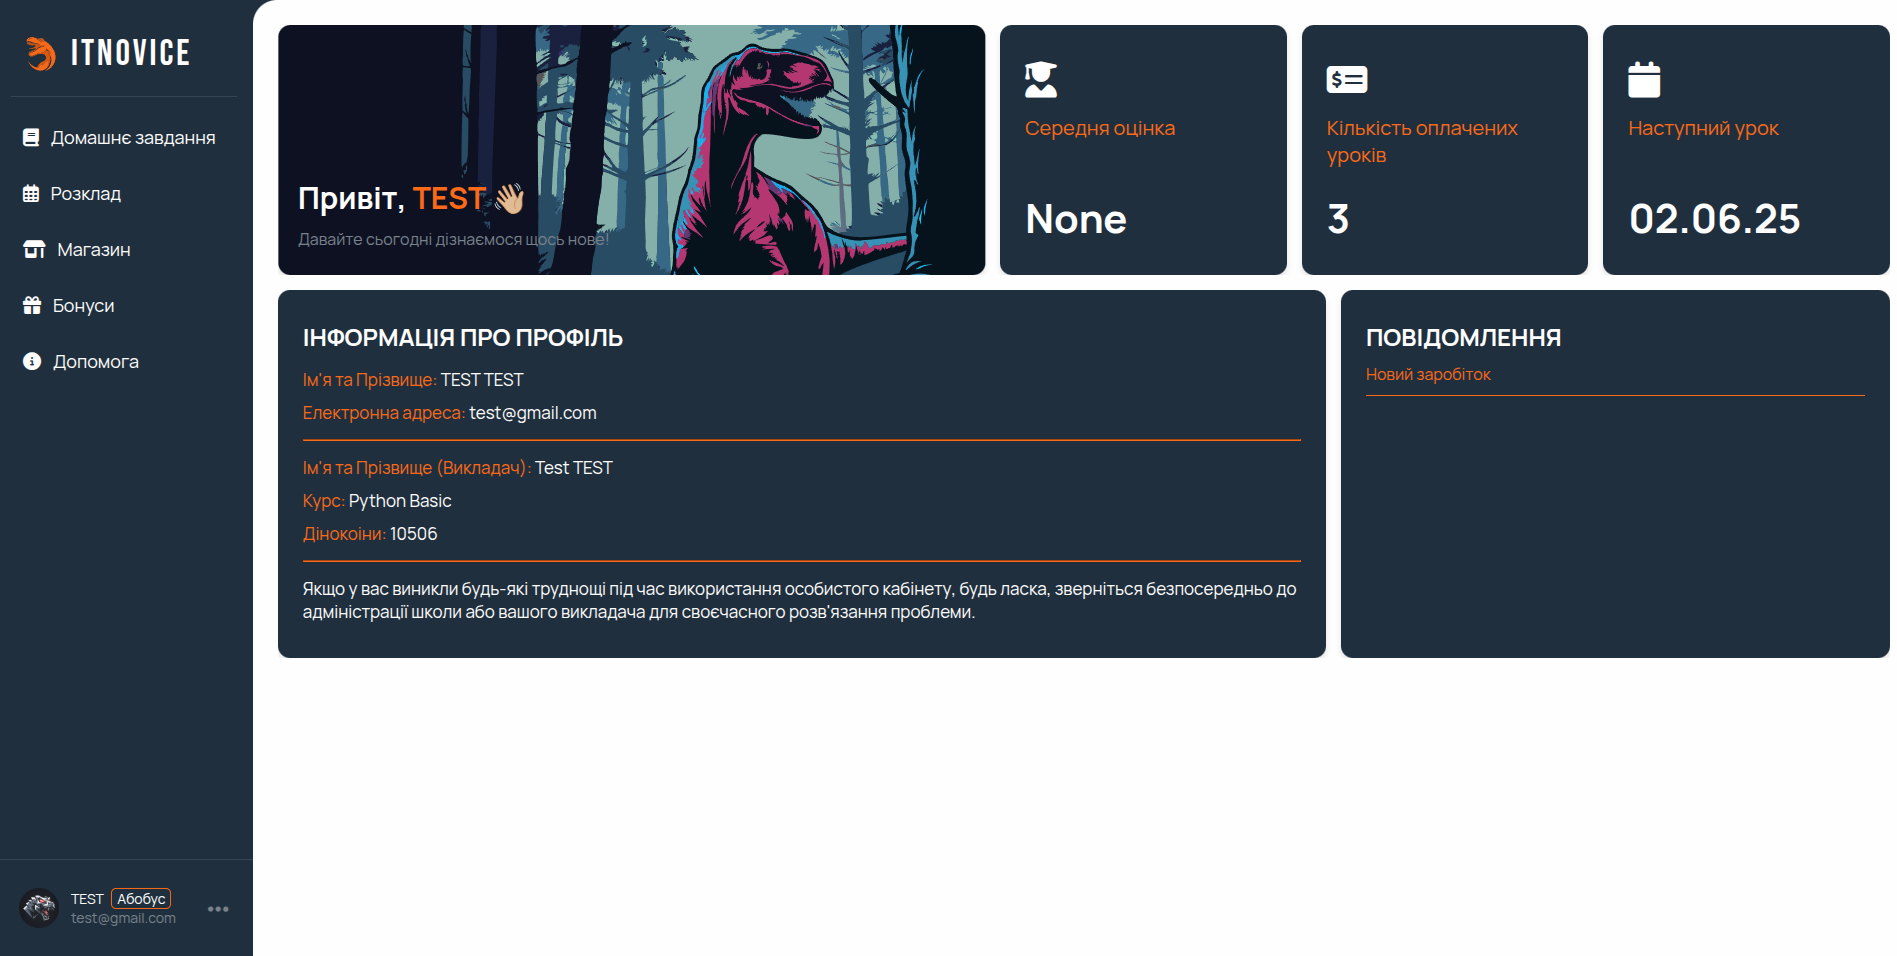 ITNOVICE
Домашнє завдання
Розклад
Магазин
Бонуси
Допомога
TEST Абобус
test@gmail.com
Привіт, TEST 👋🏼
Давайте сьогодні дізнаємося щось нове!
Середня оцінка
None
Кількість оплачених
уроків
3
Наступний урок
02.06.25
ІНФОРМАЦІЯ ПРО ПРОФІЛЬ
Ім'я та Прізвище: TEST TEST
Електронна адреса: test@gmail.com
Ім'я та Прізвище (Викладач): Test TEST
Курс: Python Basic
Дінокоіни: 10506
Якщо у вас виникли будь-які труднощі під час використання особистого кабінету, будь ласка, зверніться безпосередньо до
адміністрації школи або вашого викладача для своєчасного розв'язання проблеми.
ПОВІДОМЛЕННЯ
Новий заробіток